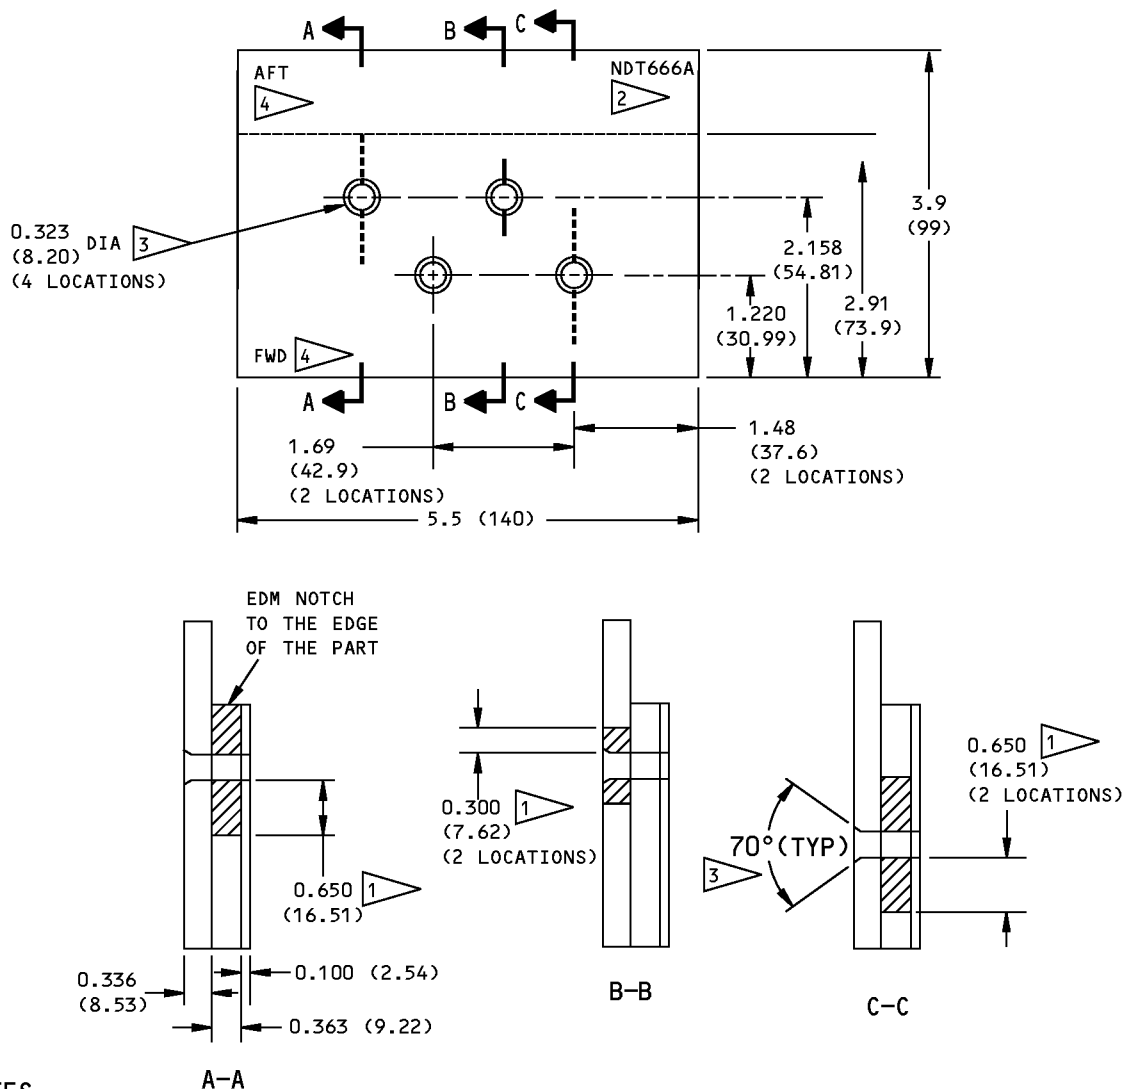 A
B
C
AFT
4
NDT666A
2
0.323
(8.20)
DIA
3
(4 LOCATIONS)
3.9
(99)
2.158
(54.81)
2.91
(73.9)
1.220
(30.99)
FWD
4
A
B
C
1.69
(42.9)
(2 LOCATIONS)
1.48
(37.6)
(2 LOCATIONS)
5.5 (140)
EDM NOTCH
TO THE EDGE
OF THE PART
0.650
1
(16.51)
0.336
(8.53)
0.100 (2.54)
0.363 (9.22)
A-A
0.300
1
(7.62)
(2 LOCATIONS)
B-B
70°(TYP)
3
0.650
1
(16.51)
(2 LOCATIONS)
C-C